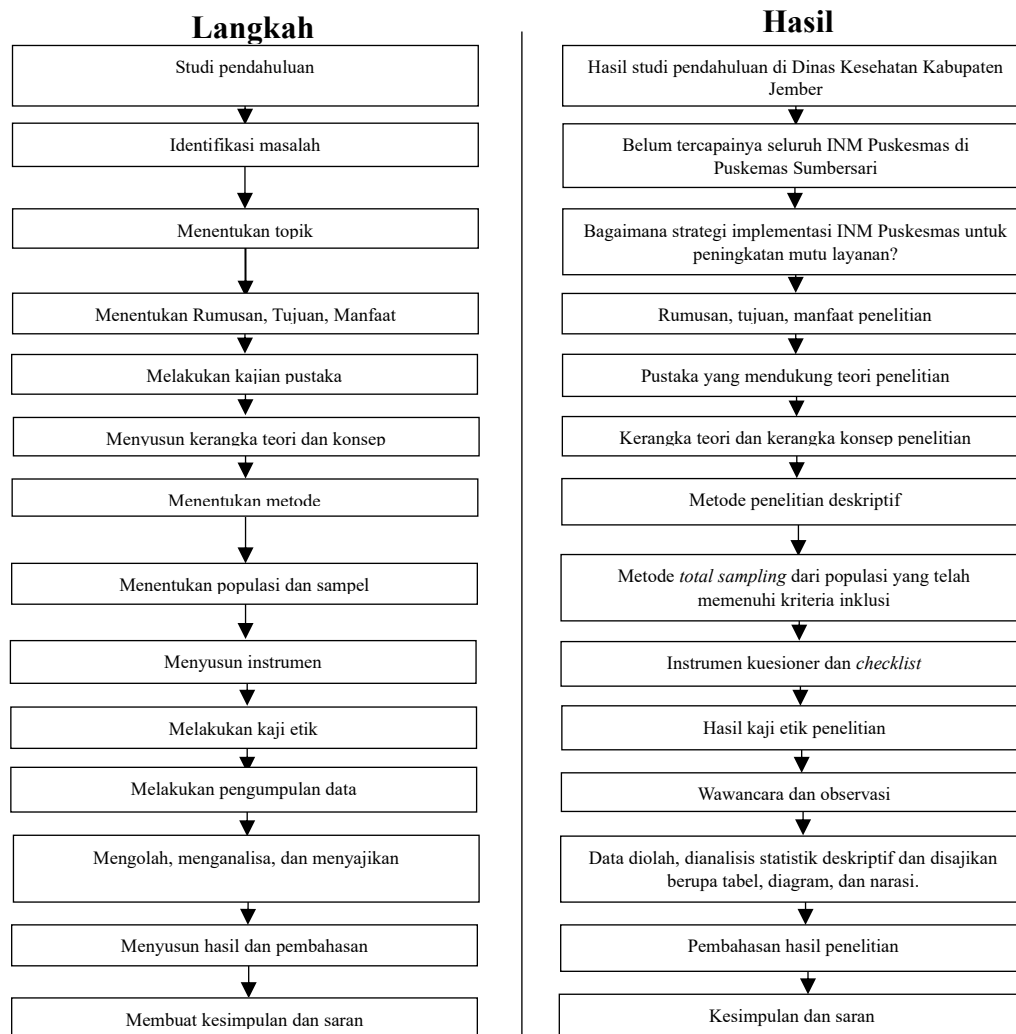 Langkah
Studi pendahuluan
Identifikasi masalah
Menentukan topik
Menentukan Rumusan, Tujuan, Manfaat
Melakukan kajian pustaka
Menyusun kerangka teori dan konsep
Menentukan metode
Menentukan populasi dan sampel
Menyusun instrumen
Melakukan kaji etik
Melakukan pengumpulan data
Mengolah, menganalisa, dan menyajikan
Menyusun hasil dan pembahasan
Membuat kesimpulan dan saran
Hasil
Hasil studi pendahuluan di Dinas Kesehatan Kabupaten
Jember
Belum tercapainya seluruh INM Puskesmas di
Puskemas Sumbersari
Bagaimana strategi implementasi INM Puskesmas untuk
peningkatan mutu layanan?
Rumusan, tujuan, manfaat penelitian
Pustaka yang mendukung teori penelitian
Kerangka teori dan kerangka konsep penelitian
Metode penelitian deskriptif
Metode total sampling dari populasi yang telah
memenuhi kriteria inklusi
Instrumen kuesioner dan checklist
Hasil kaji etik penelitian
Wawancara dan observasi
Data diolah, dianalisis statistik deskriptif dan disajikan
berupa tabel, diagram, dan narasi.
Pembahasan hasil penelitian
Kesimpulan dan saran